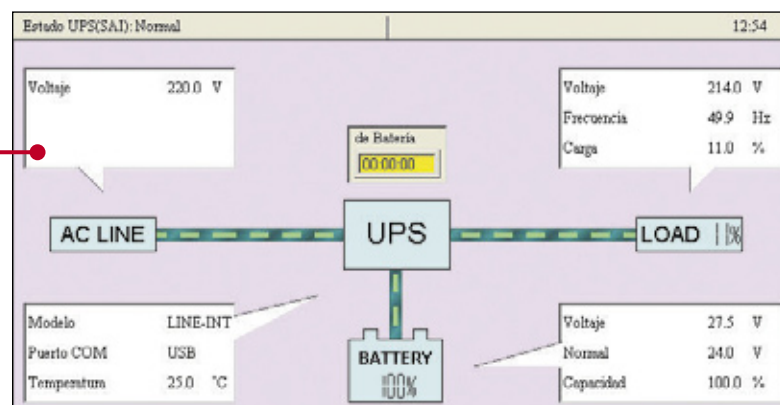 Estado UPS(SAI): Normal 12:54
Voltaje 220.0 V
Voltaje 214.0 V
Frecuencia 49.9 Hz
Carga 11.0 %
de Batería
00:00:00
AC LINE
UPS
LOAD 11%
Modelo LINE-INT
Puerto COM USB
Temperatura 25.0 °C
BATTERY
100%
Voltaje 27.5 V
Normal 24.0 V
Capacidad 100.0 %